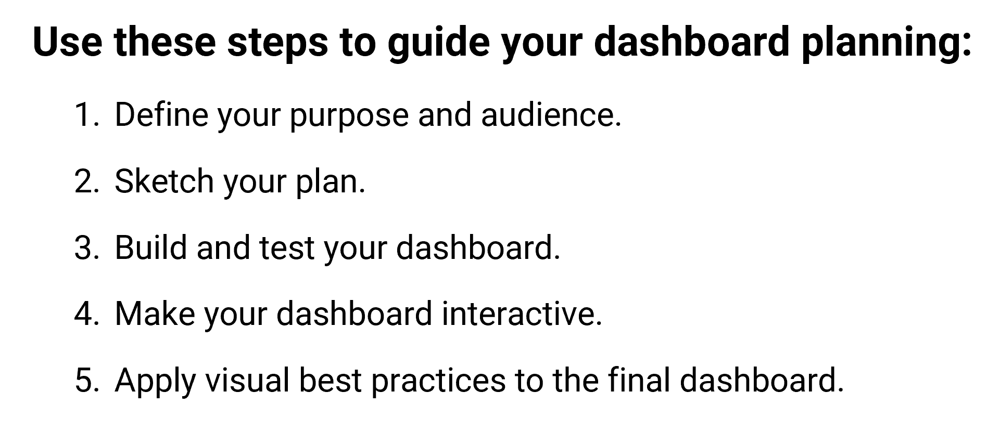 Use these steps to guide your dashboard planning:
1. Define your purpose and audience.
2. Sketch your plan.
3. Build and test your dashboard.
4. Make your dashboard interactive.
5. Apply visual best practices to the final dashboard.